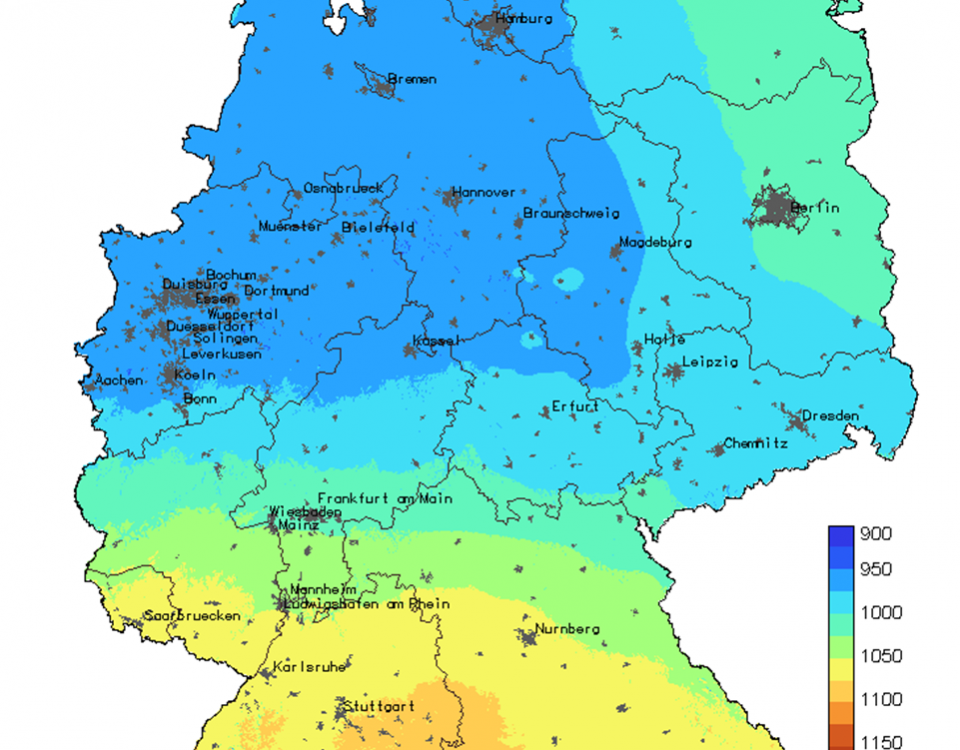 Hamburg
Bremen
Osnabrueck
Hannover
Berlin
Braunschweig
Muenster
Bielefeld
Magdeburg
Bochum
Duisburg
Dortmund
Essen
Wuppertal
Duesseldorf
Solingen
Kassel
Halle
Leverkusen
Leipzig
Koeln
Aachen
Bonn
Erfurt
Dresden
Chemnitz
Frankfurt am Main
Wiesbaden
Mainz
900
950
Mannheim
Ludwigshafen am Rhein
1000
Saarbruecken
Nurnberg
1050
Karlsruhe
1100
Stuttgart
1150